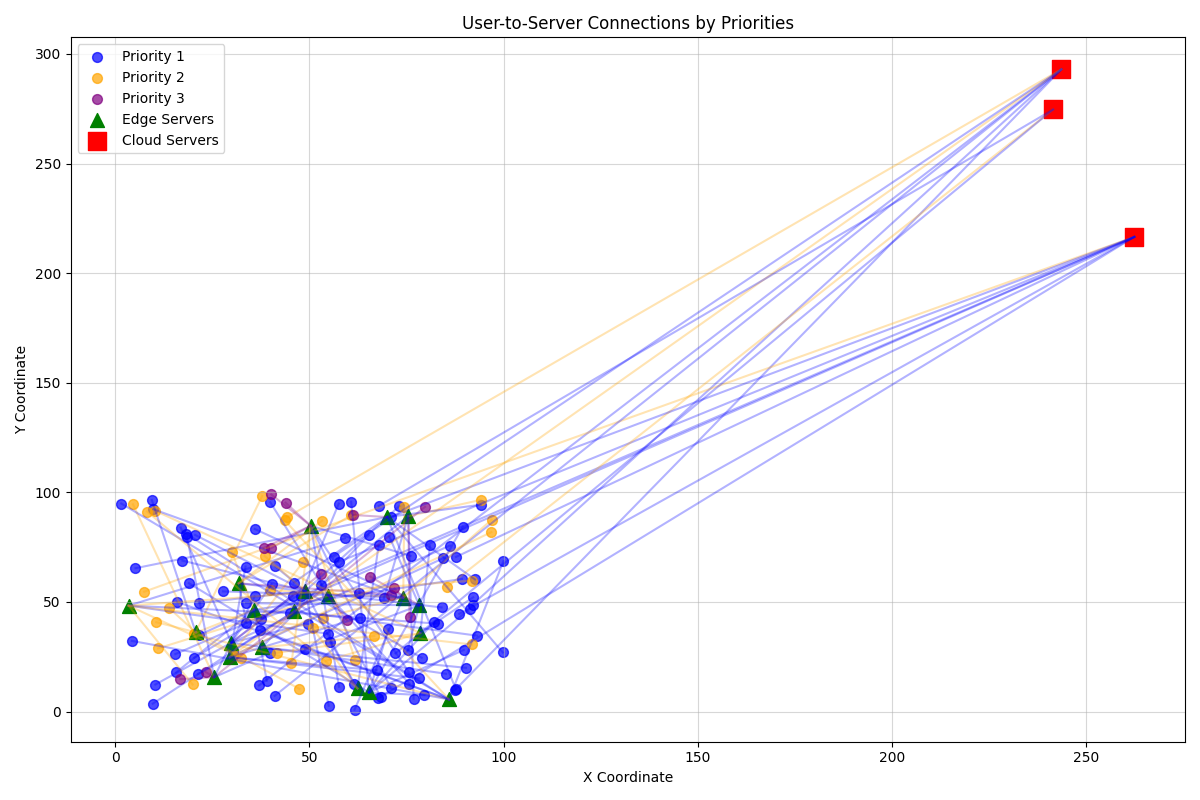 User-to-Server Connections by Priorities
Priority 1
Priority 2
Priority 3
Edge Servers
Cloud Servers
Y Coordinate
300
250
200
150
100
50
0
0 50 100 150 200 250
X Coordinate